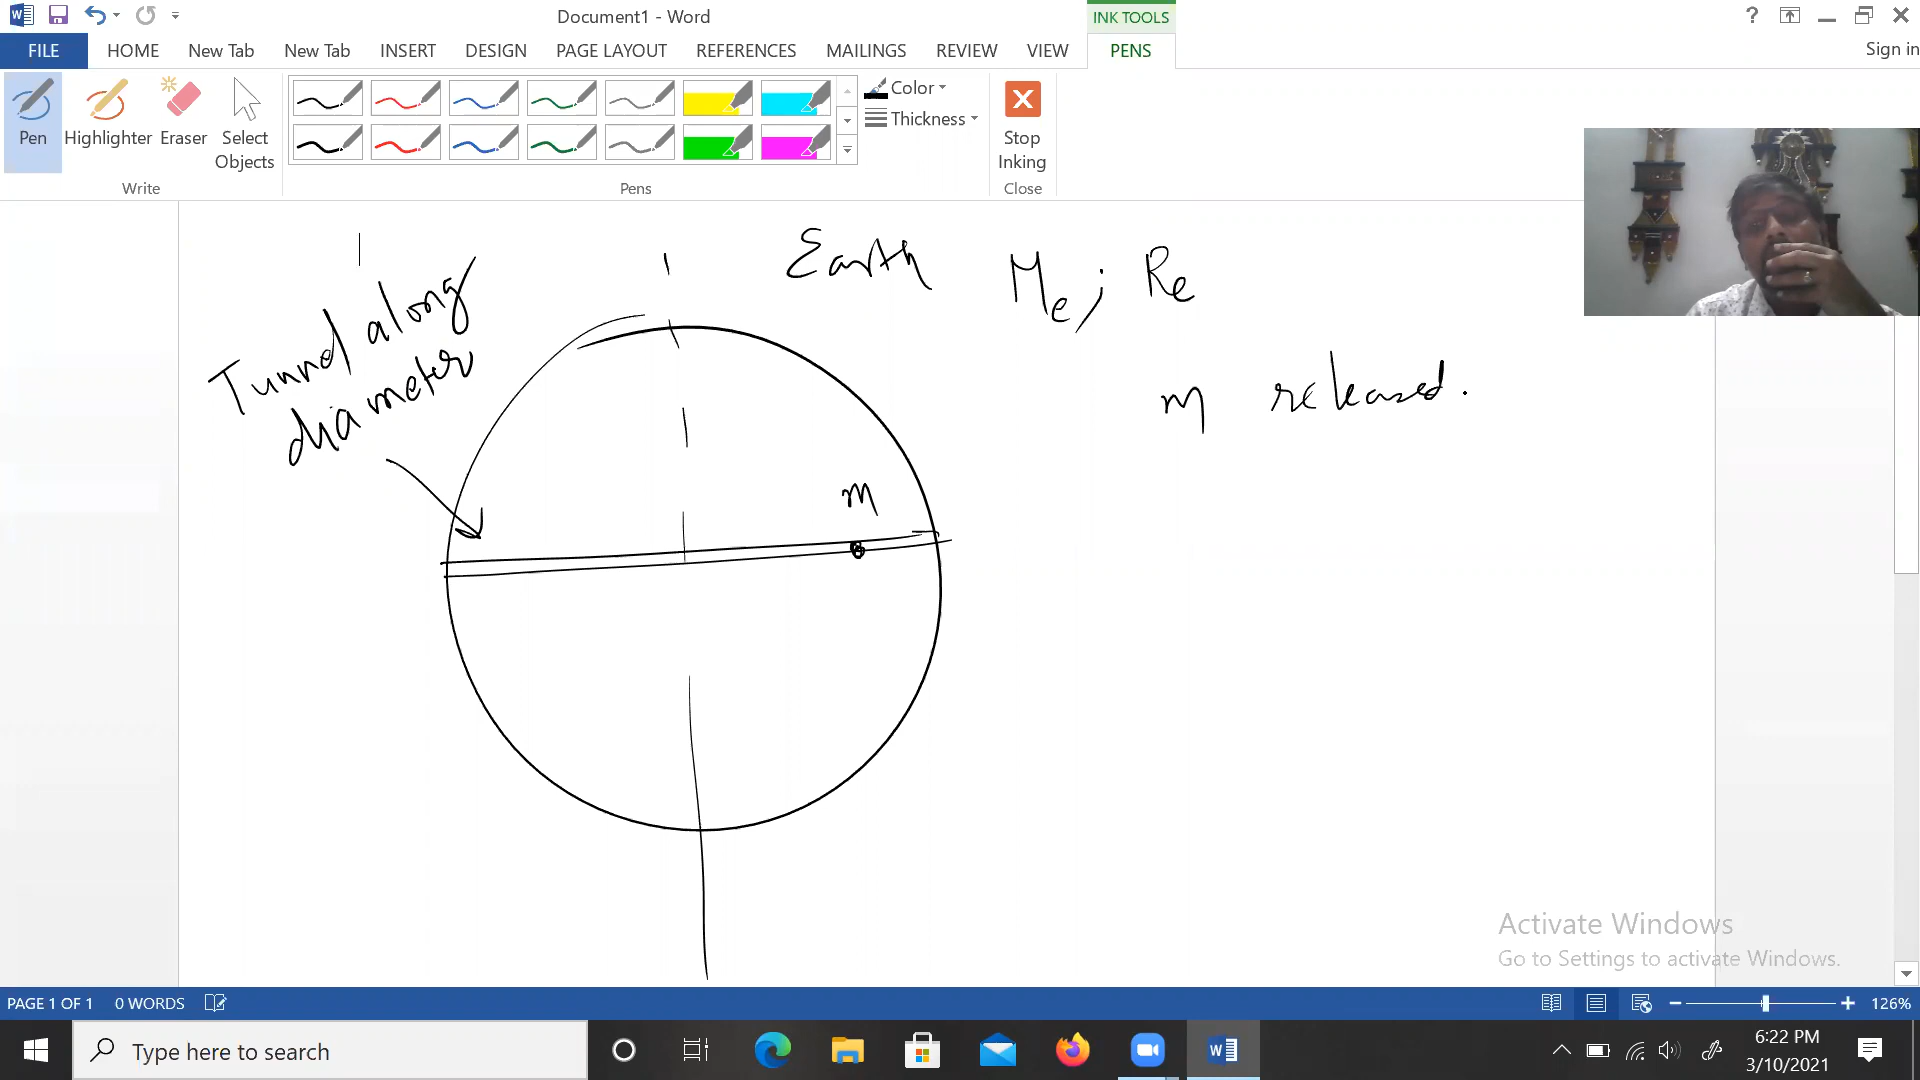 Document1 - Word
INK TOOLS
?
FILE
HOME
New Tab
New Tab
INSERT
DESIGN
PAGE LAYOUT
REFERENCES
MAILINGS
REVIEW
VIEW
PENS
Sign in
Pen
Highlighter
Eraser
Select
Objects
Color
Thickness
Stop
Inking
Write
Pens
Close
Earth Me; Re
Tunnel along
diameter
m released.
m
Activate Windows
Go to Settings to activate Windows.
PAGE 1 OF 1
0 WORDS
126%
Type here to search
6:22 PM
3/10/2021